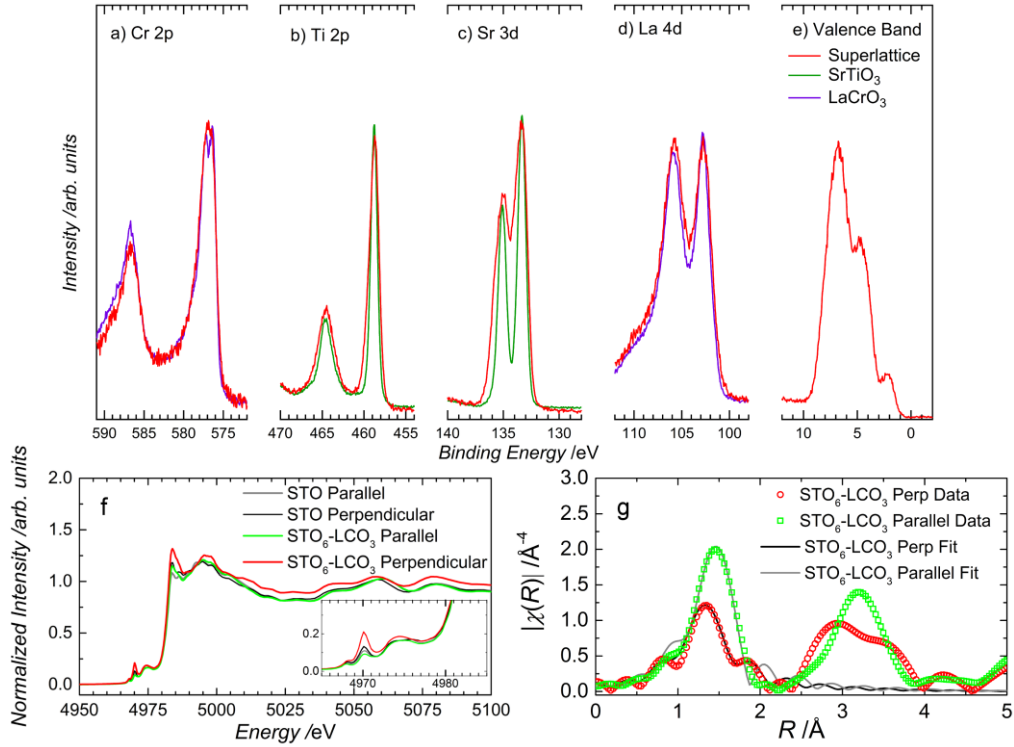 a) Cr 2p
b) Ti 2p
c) Sr 3d
d) La 4d
e) Valence Band
Superlattice
SrTiO₃
LaCrO₃
Intensity /arb. units
590 585 580 575
470 465 460 455
140 135 130
110 105 100
10 5 0
Binding Energy /eV
f
STO Parallel
STO Perpendicular
STO₆-LCO₃ Parallel
STO₆-LCO₃ Perpendicular
Normalized Intensity /arb. units
2.0
1.5
1.0
0.5
0.0
0.2
0.0
4970 4980
4950 4975 5000 5025 5050 5075 5100
Energy /eV
g
STO₆-LCO₃ Perp Data
STO₆-LCO₃ Parallel Data
STO₆-LCO₃ Perp Fit
STO₆-LCO₃ Parallel Fit
|χ(R)| /Å⁻⁴
3.0
2.5
2.0
1.5
1.0
0.5
0.0
0 1 2 3 4 5
R /Å